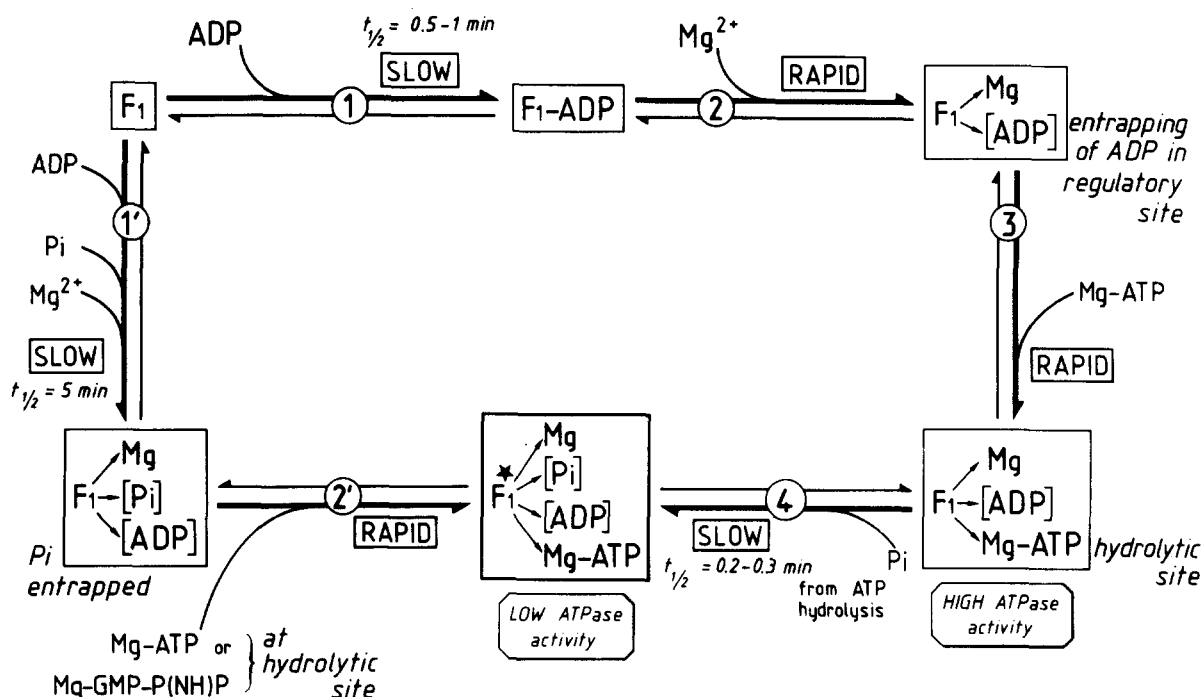 ADP
t1/2 = 0.5-1 min
SLOW
Mg2+
RAPID
F1
1
F1-ADP
2
F1
Mg
[ADP]
entrapping
of ADP in
regulatory
site
ADP
1'
Pi
Mg2+
SLOW
t1/2 = 5 min
3
Mg-ATP
RAPID
Mg
F1
[Pi]
[ADP]
Pi
entrapped
2'
RAPID
Mg-ATP or
Mg-GMP-P(NH)P
at
hydrolytic
site
★
F1
Mg
[Pi]
[ADP]
Mg-ATP
LOW ATPase
activity
4
SLOW
t1/2 = 0.2-0.3 min
Pi
from ATP
hydrolysis
Mg
F1
[ADP]
Mg-ATP
hydrolytic
site
HIGH ATPase
activity